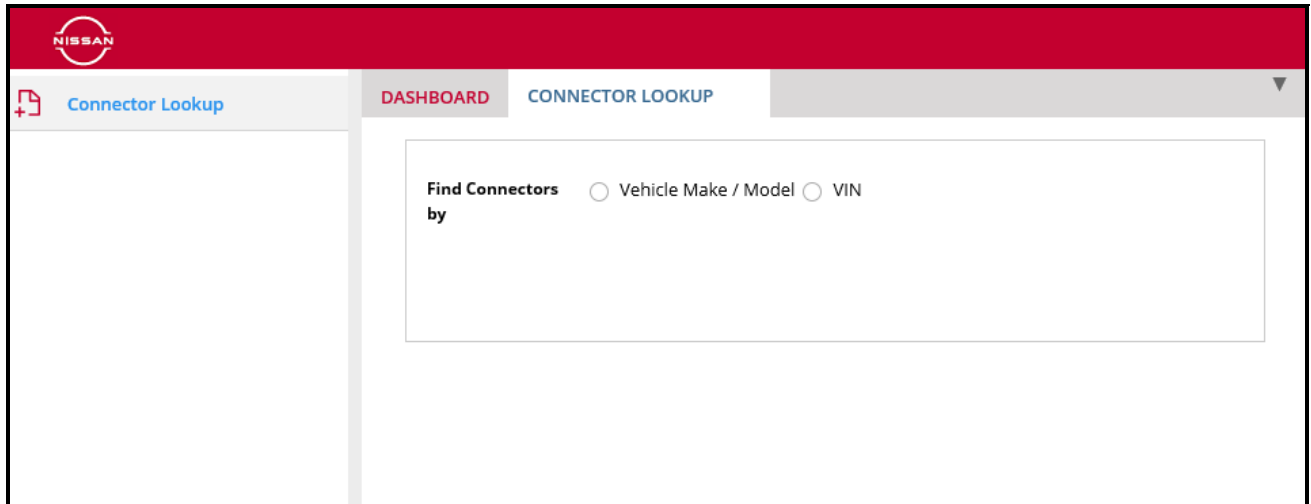 NISSAN
Connector Lookup
DASHBOARD
CONNECTOR LOOKUP
Find Connectors by
Vehicle Make / Model
VIN